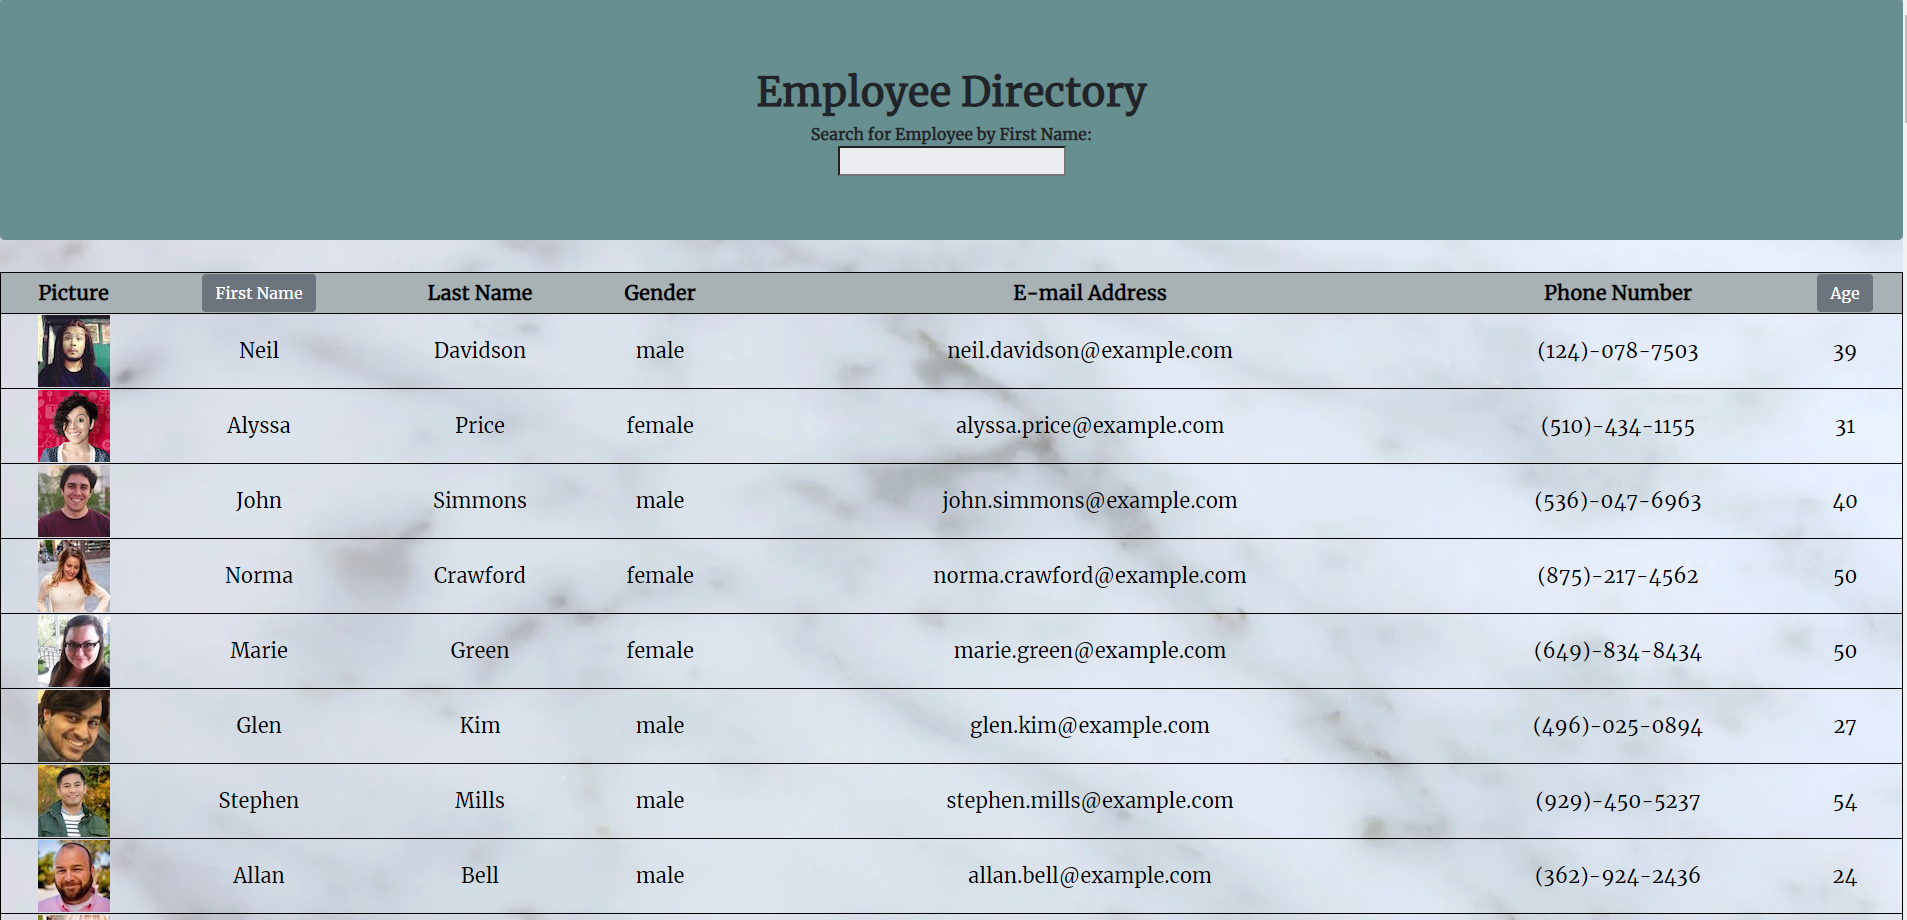 Employee Directory
Search for Employee by First Name:
Picture First Name Last Name Gender E-mail Address Phone Number Age
Neil Davidson male neil.davidson@example.com (124)-078-7503 39
Alyssa Price female alyssa.price@example.com (510)-434-1155 31
John Simmons male john.simmons@example.com (536)-047-6963 40
Norma Crawford female norma.crawford@example.com (875)-217-4562 50
Marie Green female marie.green@example.com (649)-834-8434 50
Glen Kim male glen.kim@example.com (496)-025-0894 27
Stephen Mills male stephen.mills@example.com (929)-450-5237 54
Allan Bell male allan.bell@example.com (362)-924-2436 24